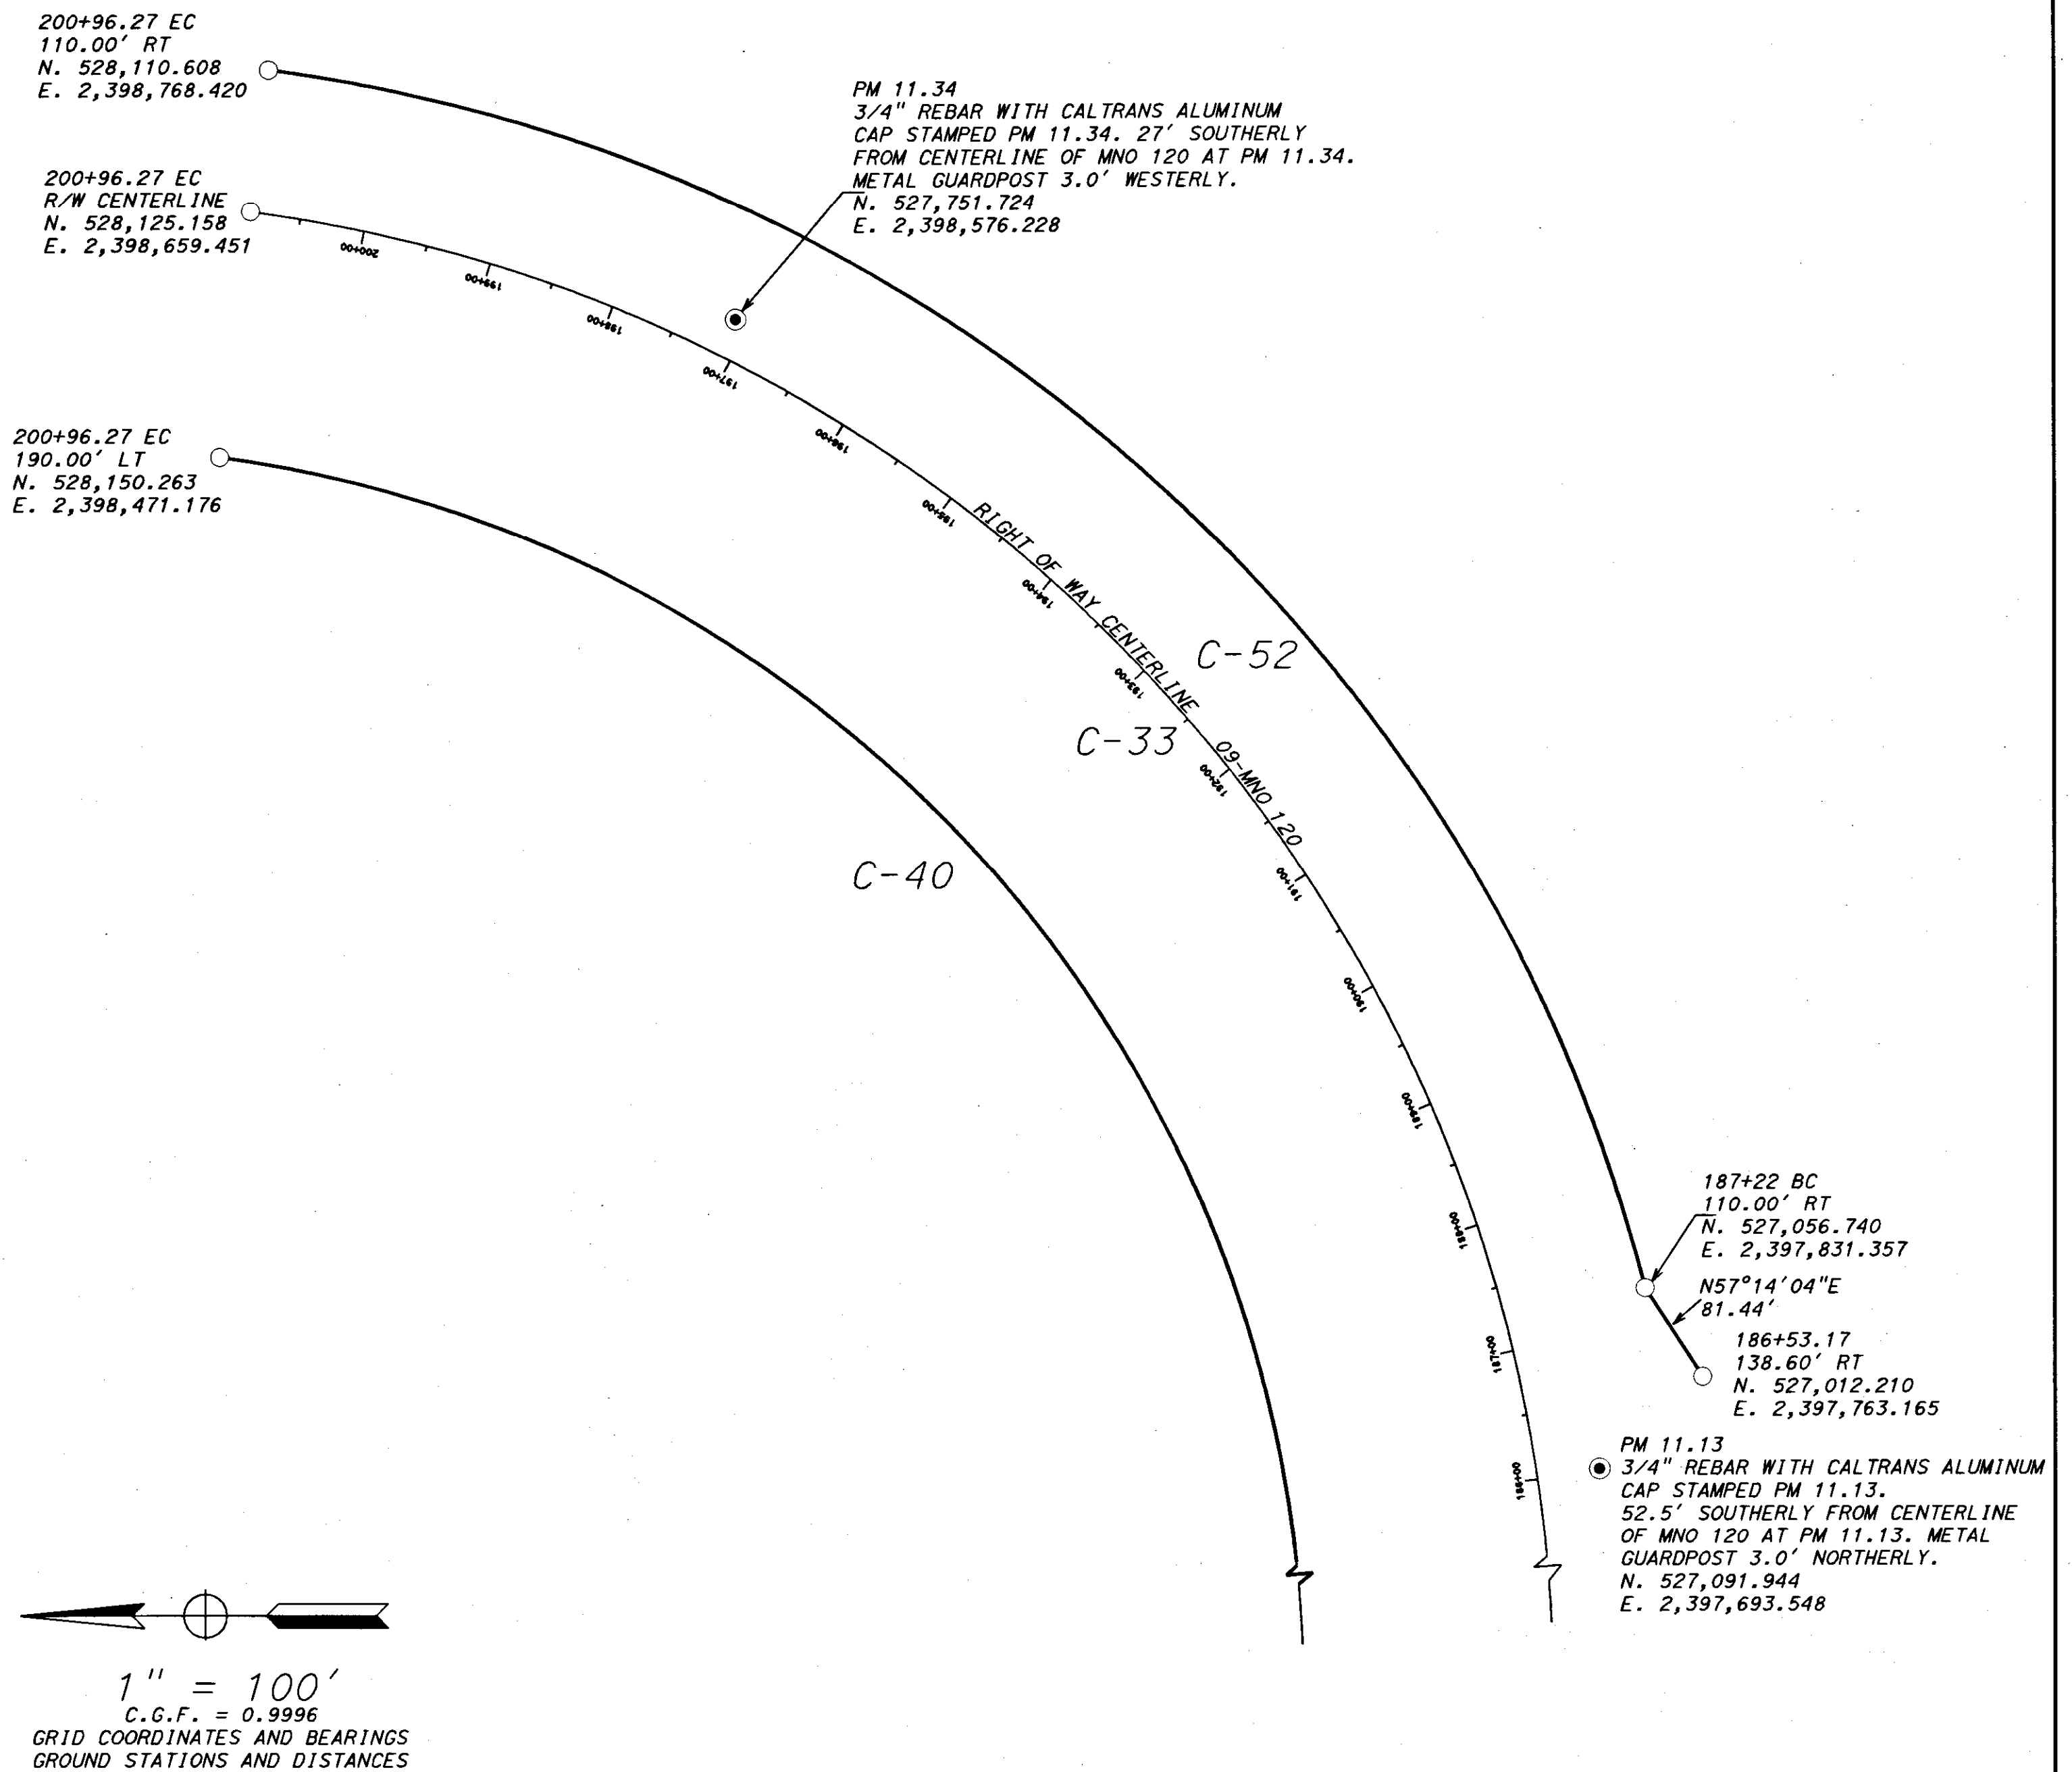 200+96.27 EC
110.00' RT
N. 528,110.608
E. 2,398,768.420
PM 11.34
3/4" REBAR WITH CALTRANS ALUMINUM
CAP STAMPED PM 11.34. 27' SOUTHERLY
FROM CENTERLINE OF MNO 120 AT PM 11.34.
METAL GUARDPOST 3.0' WESTERLY.
N. 527,751.724
E. 2,398,576.228
200+96.27 EC
R/W CENTERLINE
N. 528,125.158
E. 2,398,659.451
200+00
199+00
198+00
197+00
196+00
195+00
194+00
193+00
192+00
191+00
190+00
189+00
188+00
187+00
186+00
200+96.27 EC
190.00' LT
N. 528,150.263
E. 2,398,471.176
RIGHT OF WAY CENTERLINE 09-MNO 120
C-52
C-33
C-40
187+22 BC
110.00' RT
N. 527,056.740
E. 2,397,831.357
N57°14'04"E
81.44'
186+53.17
138.60' RT
N. 527,012.210
E. 2,397,763.165
PM 11.13
3/4" REBAR WITH CALTRANS ALUMINUM
CAP STAMPED PM 11.13.
52.5' SOUTHERLY FROM CENTERLINE
OF MNO 120 AT PM 11.13. METAL
GUARDPOST 3.0' NORTHERLY.
N. 527,091.944
E. 2,397,693.548
1" = 100'
C.G.F. = 0.9996
GRID COORDINATES AND BEARINGS
GROUND STATIONS AND DISTANCES